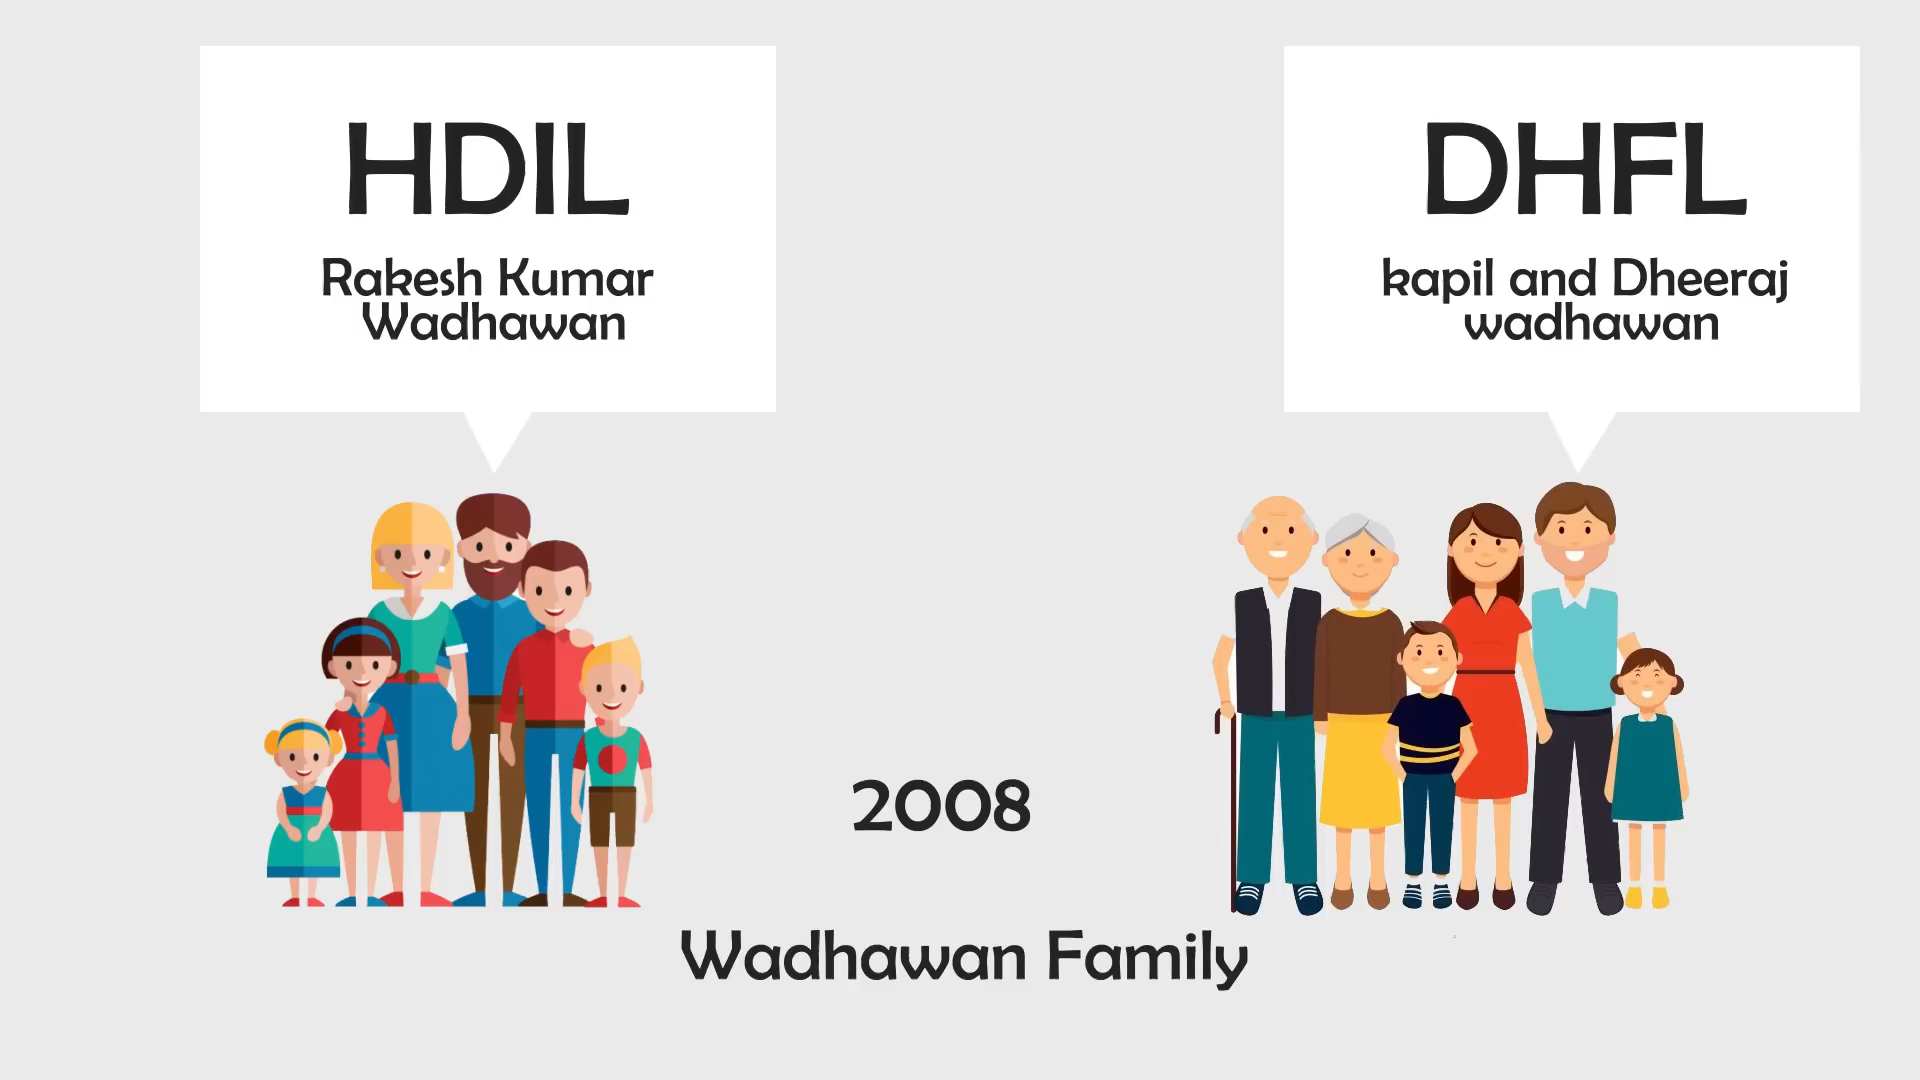 HDIL
Rakesh Kumar
Wadhawan
DHFL
kapil and Dheeraj
wadhawan
2008
Wadhawan Family